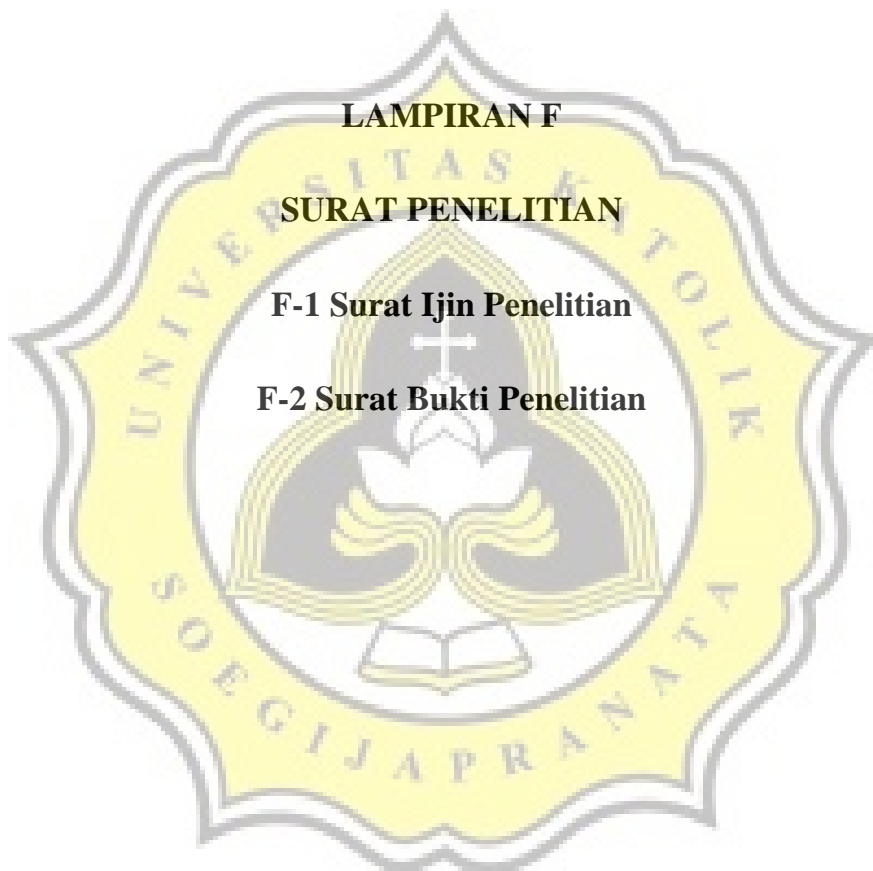 LAMPIRAN F
SURAT PENELITIAN
F-1 Surat Ijin Penelitian
F-2 Surat Bukti Penelitian
UNIVERSITAS KATOLIK
SOEGIJAPRANATA